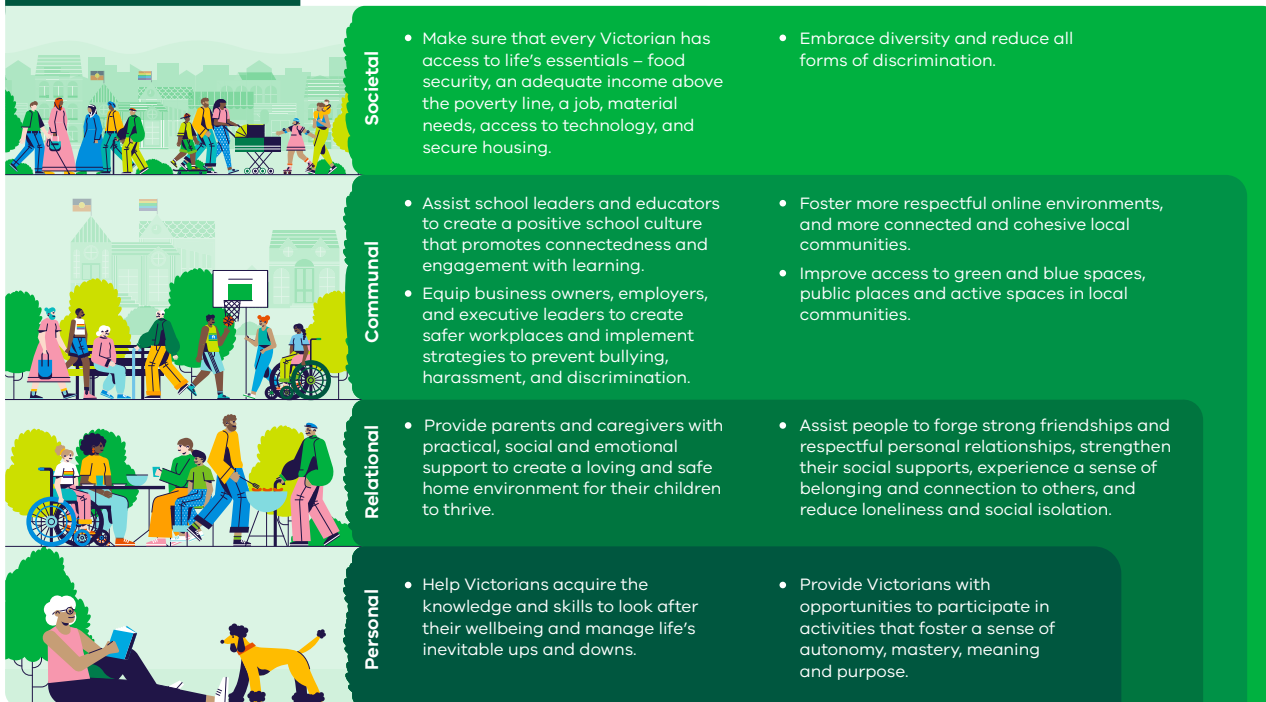 Societal
• Make sure that every Victorian has
access to life’s essentials – food
security, an adequate income above
the poverty line, a job, material
needs, access to technology, and
secure housing.
• Embrace diversity and reduce all
forms of discrimination.
Communal
• Assist school leaders and educators
to create a positive school culture
that promotes connectedness and
engagement with learning.
• Equip business owners, employers,
and executive leaders to create
safer workplaces and implement
strategies to prevent bullying,
harassment, and discrimination.
• Foster more respectful online environments,
and more connected and cohesive local
communities.
• Improve access to green and blue spaces,
public places and active spaces in local
communities.
Relational
• Provide parents and caregivers with
practical, social and emotional
support to create a loving and safe
home environment for their children
to thrive.
• Assist people to forge strong friendships and
respectful personal relationships, strengthen
their social supports, experience a sense of
belonging and connection to others, and
reduce loneliness and social isolation.
Personal
• Help Victorians acquire the
knowledge and skills to look after
their wellbeing and manage life’s
inevitable ups and downs.
• Provide Victorians with
opportunities to participate in
activities that foster a sense of
autonomy, mastery, meaning
and purpose.